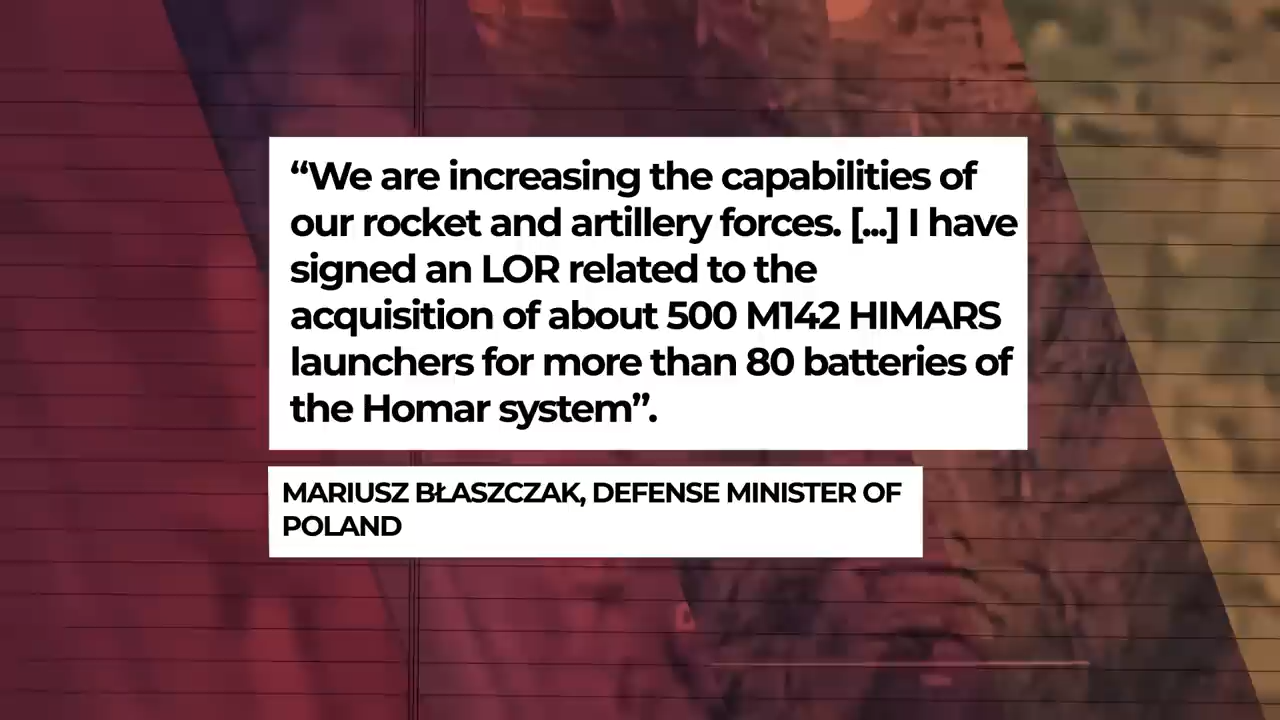 “We are increasing the capabilities of
our rocket and artillery forces. [...] I have
signed an LOR related to the
acquisition of about 500 M142 HIMARS
launchers for more than 80 batteries of
the Homar system”.
MARIUSZ BŁASZCZAK, DEFENSE MINISTER OF
POLAND